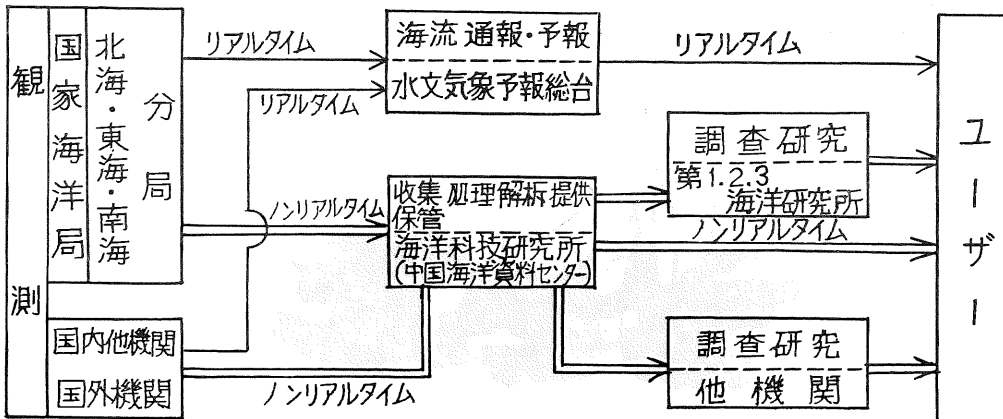 観測
国家海洋局
北海・東海・南海
分局
国内他機関
国外機関
リアルタイム
リアルタイム
ノンリアルタイム
ノンリアルタイム
海流通報・予報
水文気象予報総台
収集処理解析提供
保管
海洋科技研究所
(中国海洋資料センター)
リアルタイム
調査研究
第1.2.3
海洋研究所
ノンリアルタイム
調査研究
他機関
ユーザー